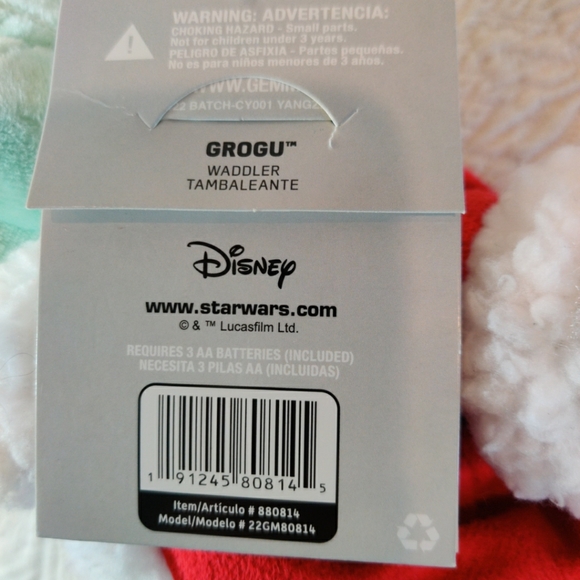 WARNING: ADVERTENCIA:
CHOKING HAZARD - Small parts.
Not for children under 3 years.
PELIGRO DE ASFIXIA - Partes pequeñas.
No es para niños menores de 3 años.
BATCH-CY001
GROGU™
WADDLER
TAMBALEANTE
Disney
www.starwars.com
© & ™ Lucasfilm Ltd.
REQUIRES 3 AA BATTERIES (INCLUDED)
NECESITA 3 PILAS AA (INCLUIDAS)
1 91245 80814 5
Item/Artículo # 880814
Model/Modelo # 22GM80814